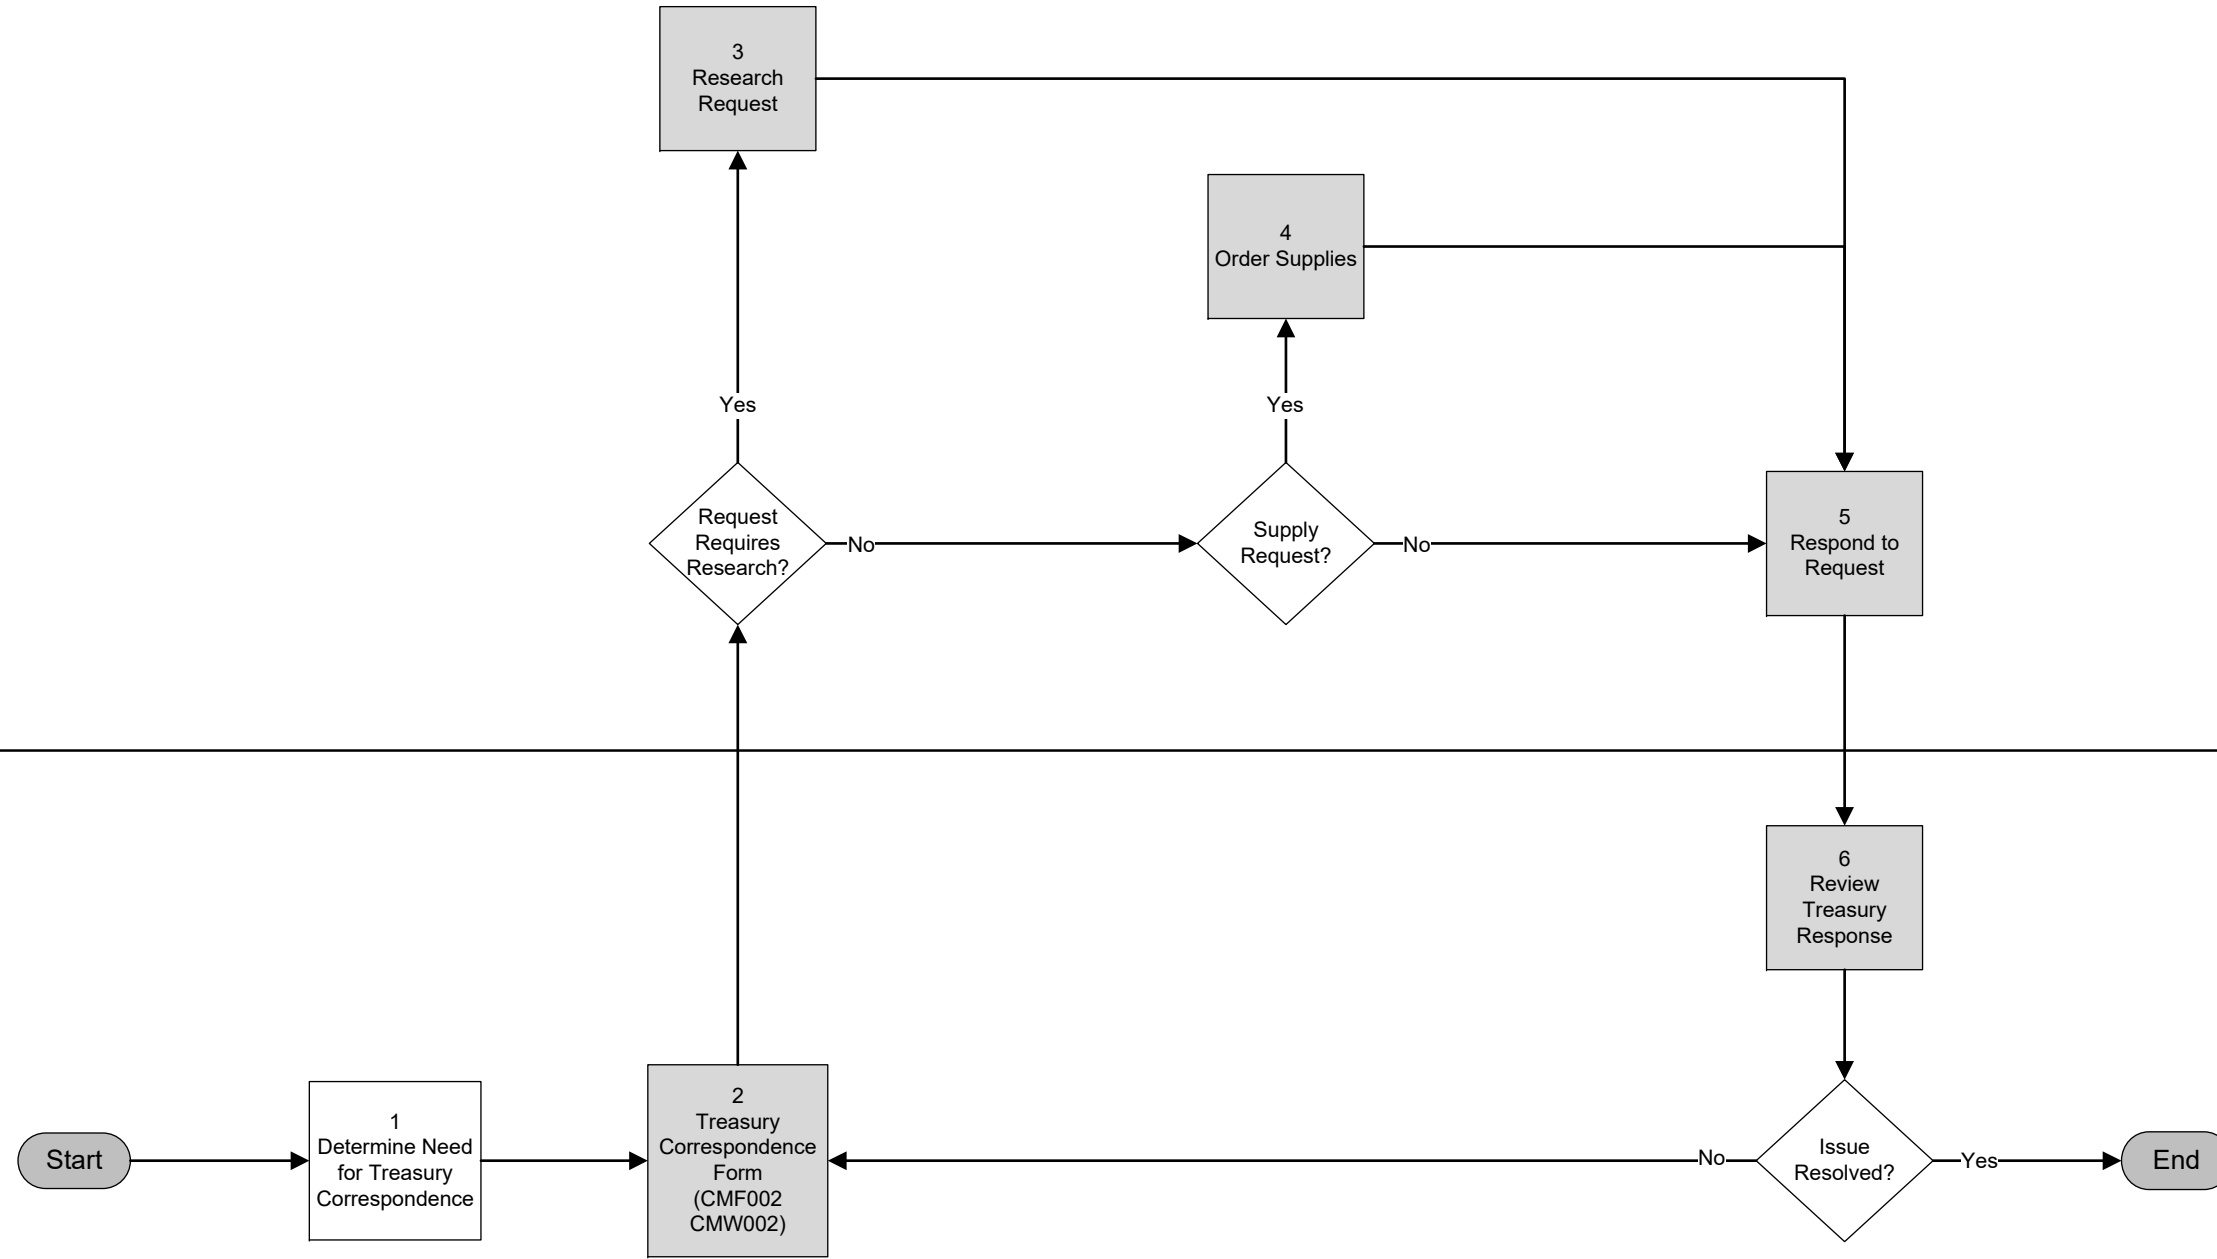 3
Research
Request
4
Order Supplies
Yes
Yes
Request
Requires
Research?
No
Supply
Request?
No
5
Respond to
Request
6
Review
Treasury
Response
Start
1
Determine Need
for Treasury
Correspondence
2
Treasury
Correspondence
Form
(CMF002
CMW002)
No
Issue
Resolved?
Yes
End